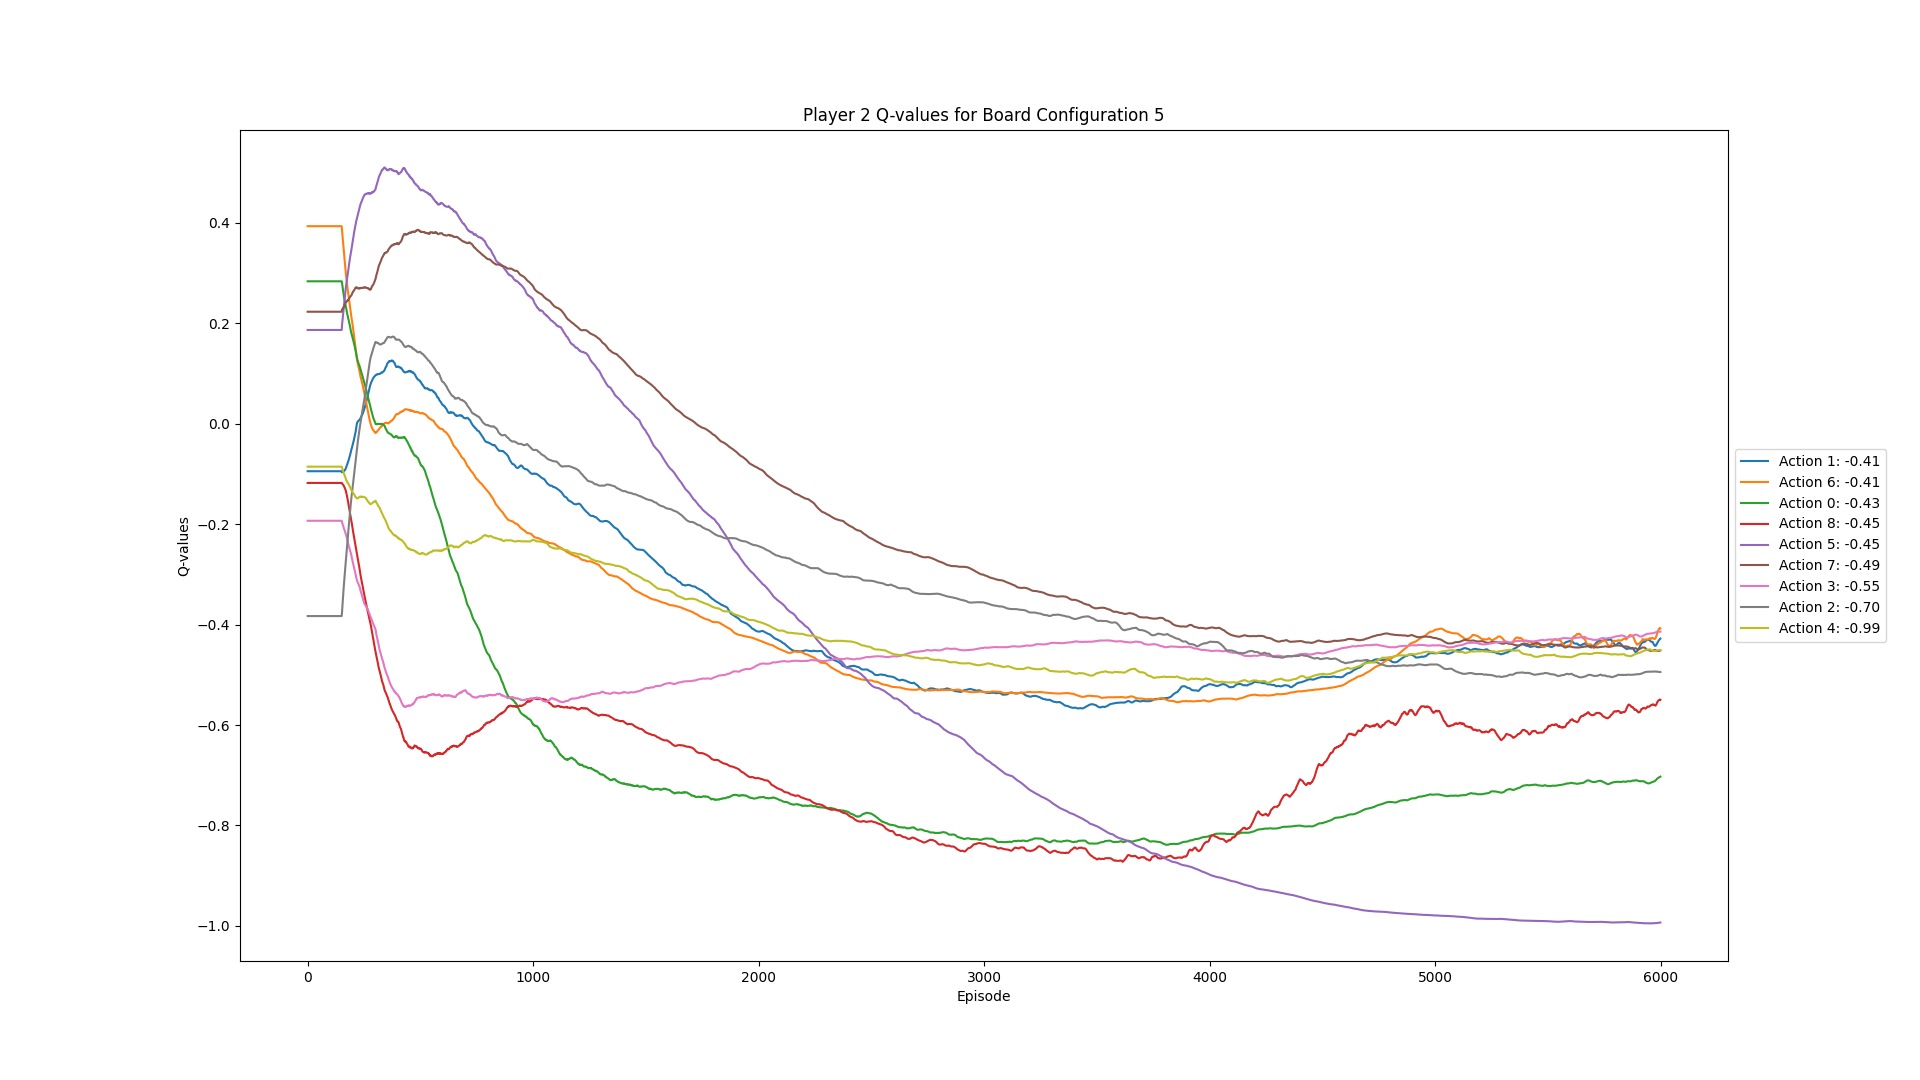 Player 2 Q-values for Board Configuration 5
Q-values
0.4
0.2
0.0
−0.2
−0.4
−0.6
−0.8
−1.0
0 1000 2000 3000 4000 5000 6000
Episode
Action 1: -0.41
Action 6: -0.41
Action 0: -0.43
Action 8: -0.45
Action 5: -0.45
Action 7: -0.49
Action 3: -0.55
Action 2: -0.70
Action 4: -0.99